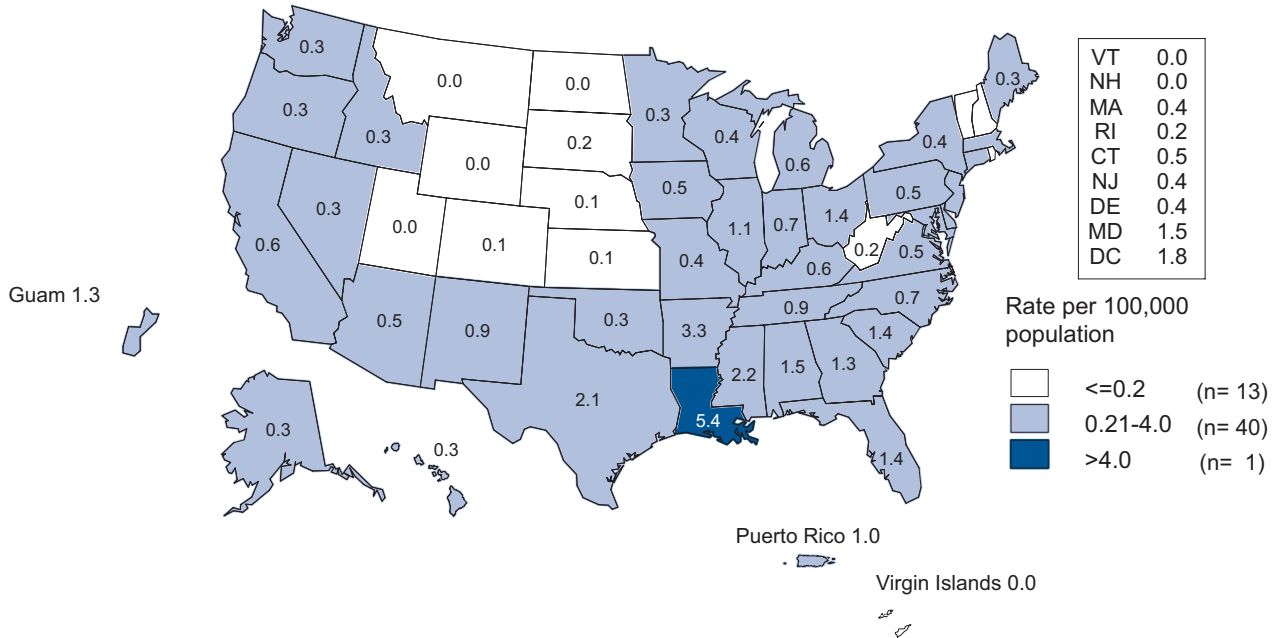 0.3
0.3
0.3
0.0
0.0
0.2
0.0
0.1
0.1
0.0
0.1
0.3
0.6
0.5
0.9
0.3
2.1
0.3
0.5
0.4
3.3
5.4
0.4
1.1
0.6
0.7
1.4
0.6
0.9
2.2
1.5
1.3
1.4
1.4
0.7
0.5
0.2
0.5
0.4
0.3
0.3
0.3
Guam 1.3
Puerto Rico 1.0
Virgin Islands 0.0
VT 0.0
NH 0.0
MA 0.4
RI 0.2
CT 0.5
NJ 0.4
DE 0.4
MD 1.5
DC 1.8
Rate per 100,000
population
<=0.2 (n= 13)
0.21-4.0 (n= 40)
>4.0 (n= 1)